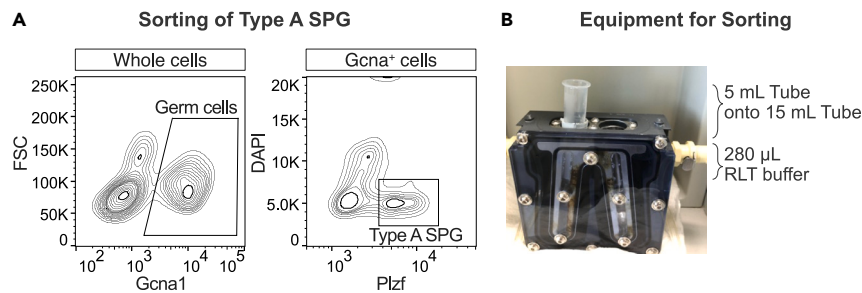 A
Sorting of Type A SPG
Whole cells
Gcna⁺ cells
250K
200K
150K
100K
50K
0
FSC
Germ cells
10² 10³ 10⁴ 10⁵
Gcna1
20K
15K
10K
5.0K
0
DAPI
Type A SPG
10³ 10⁴
Plzf
B
Equipment for Sorting
5 mL Tube
onto 15 mL Tube
280 µL
RLT buffer